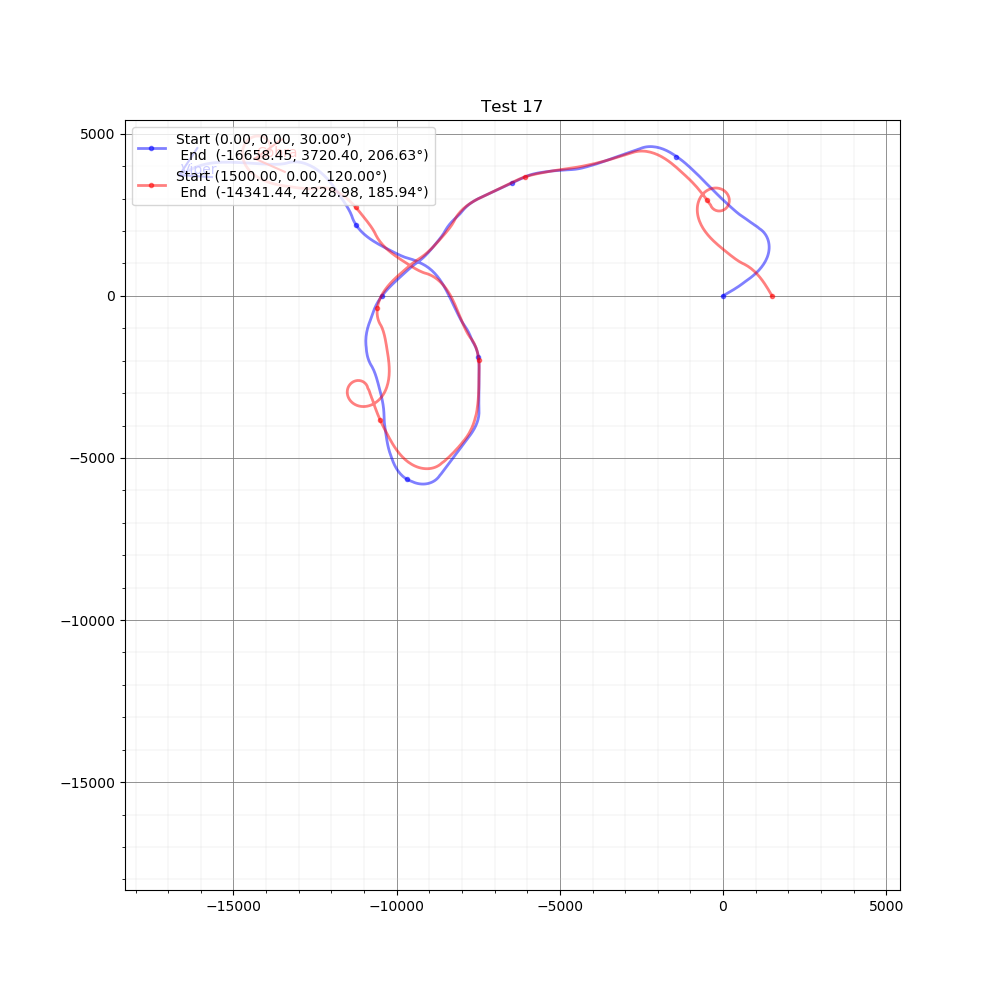 Test 17
Start (0.00, 0.00, 30.00°)
End (-16658.45, 3720.40, 206.63°)
Start (1500.00, 0.00, 120.00°)
End (-14341.44, 4228.98, 185.94°)
5000
0
−5000
−10000
−15000
−15000 −10000 −5000 0 5000